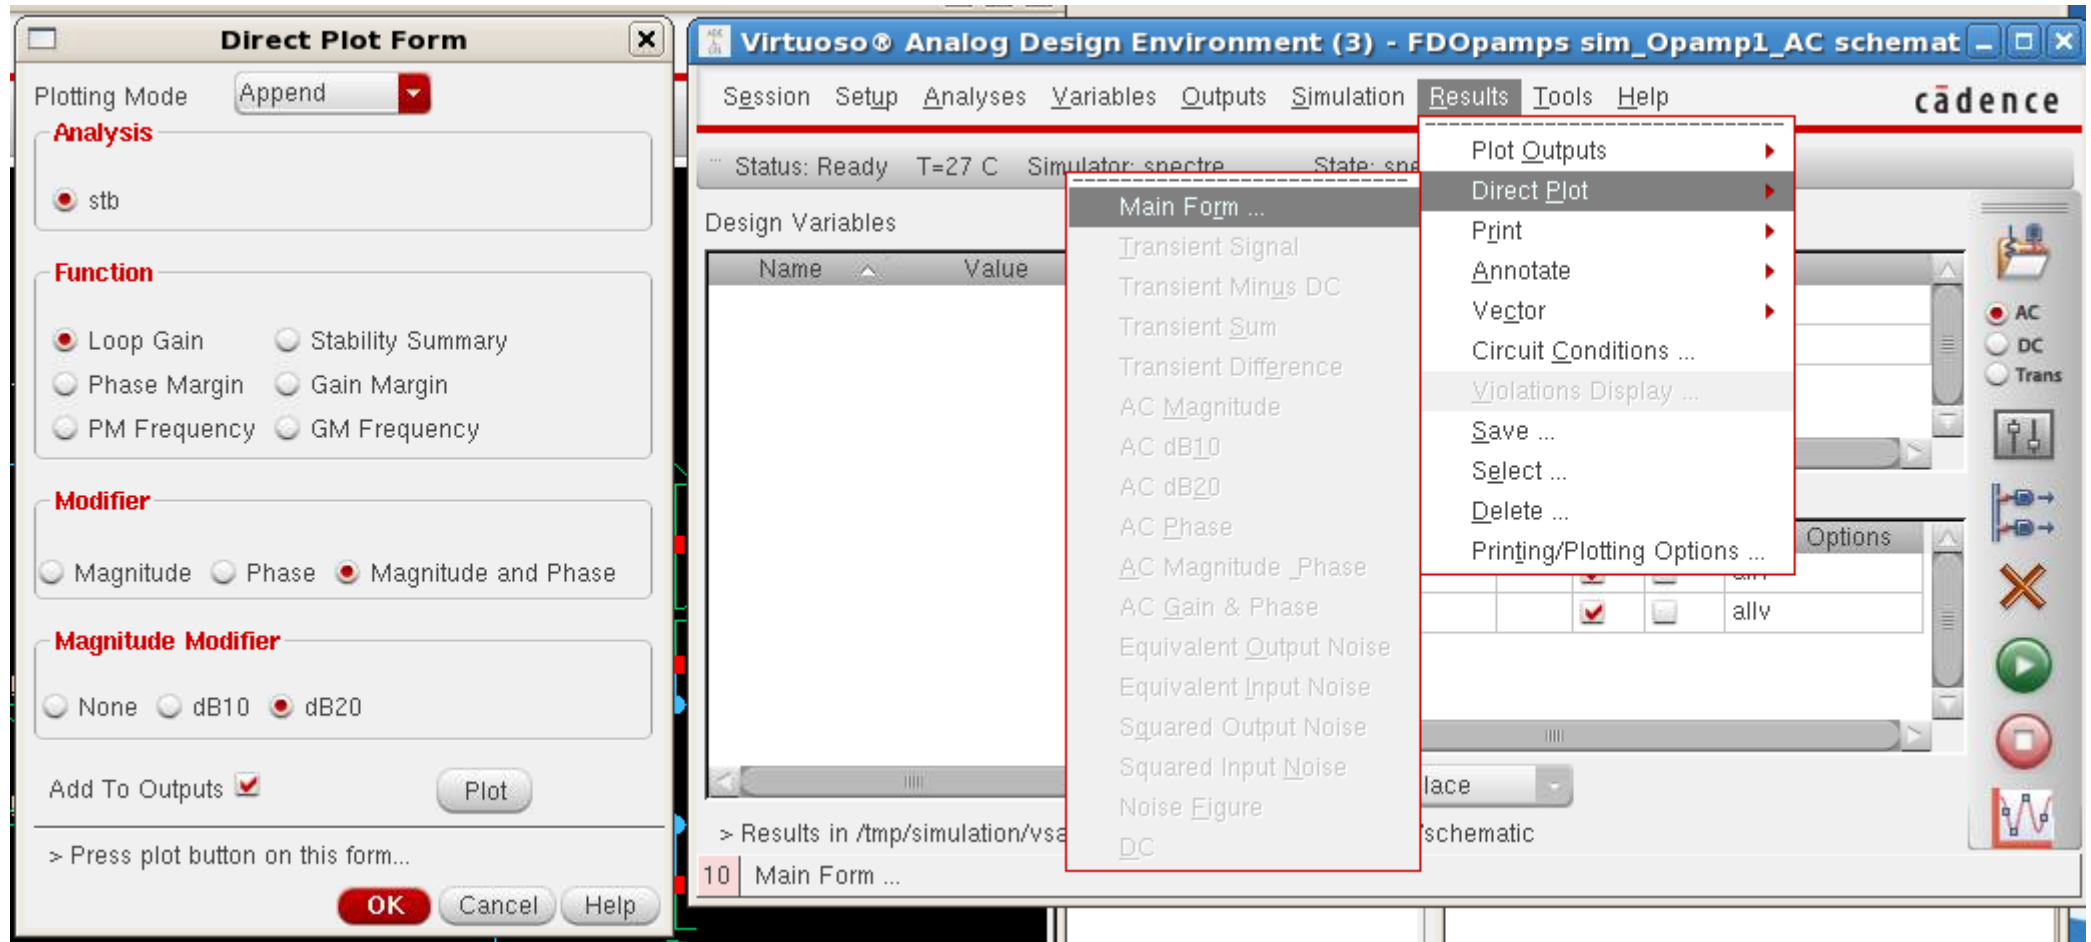 Direct Plot Form
Plotting Mode Append
Analysis
stb
Function
Loop Gain Stability Summary
Phase Margin Gain Margin
PM Frequency GM Frequency
Modifier
Magnitude Phase Magnitude and Phase
Magnitude Modifier
None dB10 dB20
Add To Outputs Plot
> Press plot button on this form...
OK Cancel Help
Virtuoso® Analog Design Environment (3) - FDOpamps sim_Opamp1_AC schemat
Session Setup Analyses Variables Outputs Simulation Results Tools Help
cādence
Status: Ready T=27 C Simulator: spectre State: spe
Design Variables
Name Value
Main Form ...
Transient Signal
Transient Minus DC
Transient Sum
Transient Difference
AC Magnitude
AC dB10
AC dB20
AC Phase
AC Magnitude _Phase
AC Gain & Phase
Equivalent Output Noise
Equivalent Input Noise
Squared Output Noise
Squared Input Noise
Noise Figure
DC
Plot Outputs
Direct Plot
Print
Annotate
Vector
Circuit Conditions ...
Violations Display ...
Save ...
Select ...
Delete ...
Printing/Plotting Options ...
AC
DC
Trans
Options
allv
lace
> Results in /tmp/simulation/vsa
schematic
10 Main Form ...